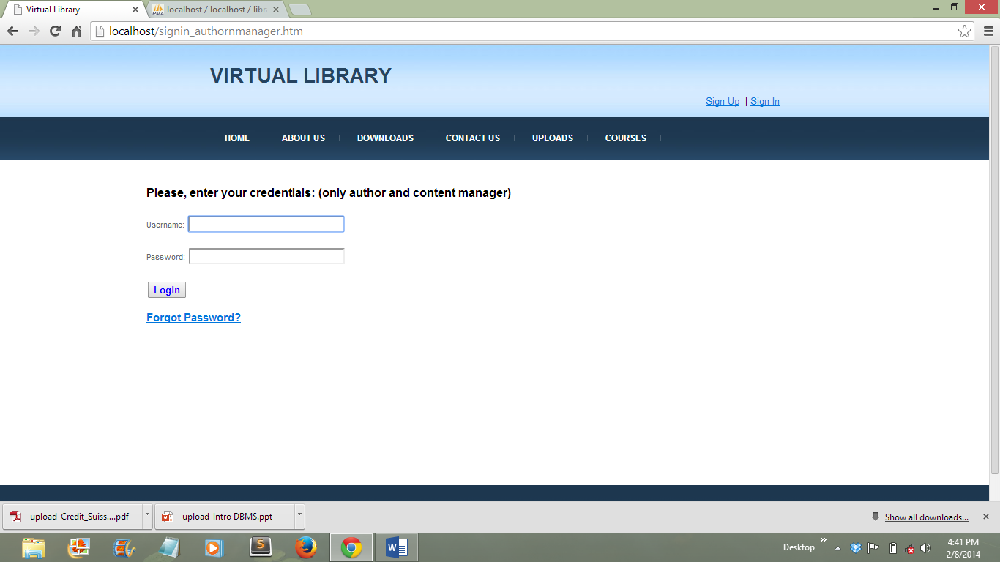 Virtual Library
localhost / localhost / libr
localhost/signin_authornmanager.htm
VIRTUAL LIBRARY
Sign Up | Sign In
HOME | ABOUT US | DOWNLOADS | CONTACT US | UPLOADS | COURSES |
Please, enter your credentials: (only author and content manager)
Username:
Password:
Login
Forgot Password?
upload-Credit_Suiss....pdf
upload-Intro DBMS.ppt
Show all downloads...
Desktop
4:41 PM
2/8/2014